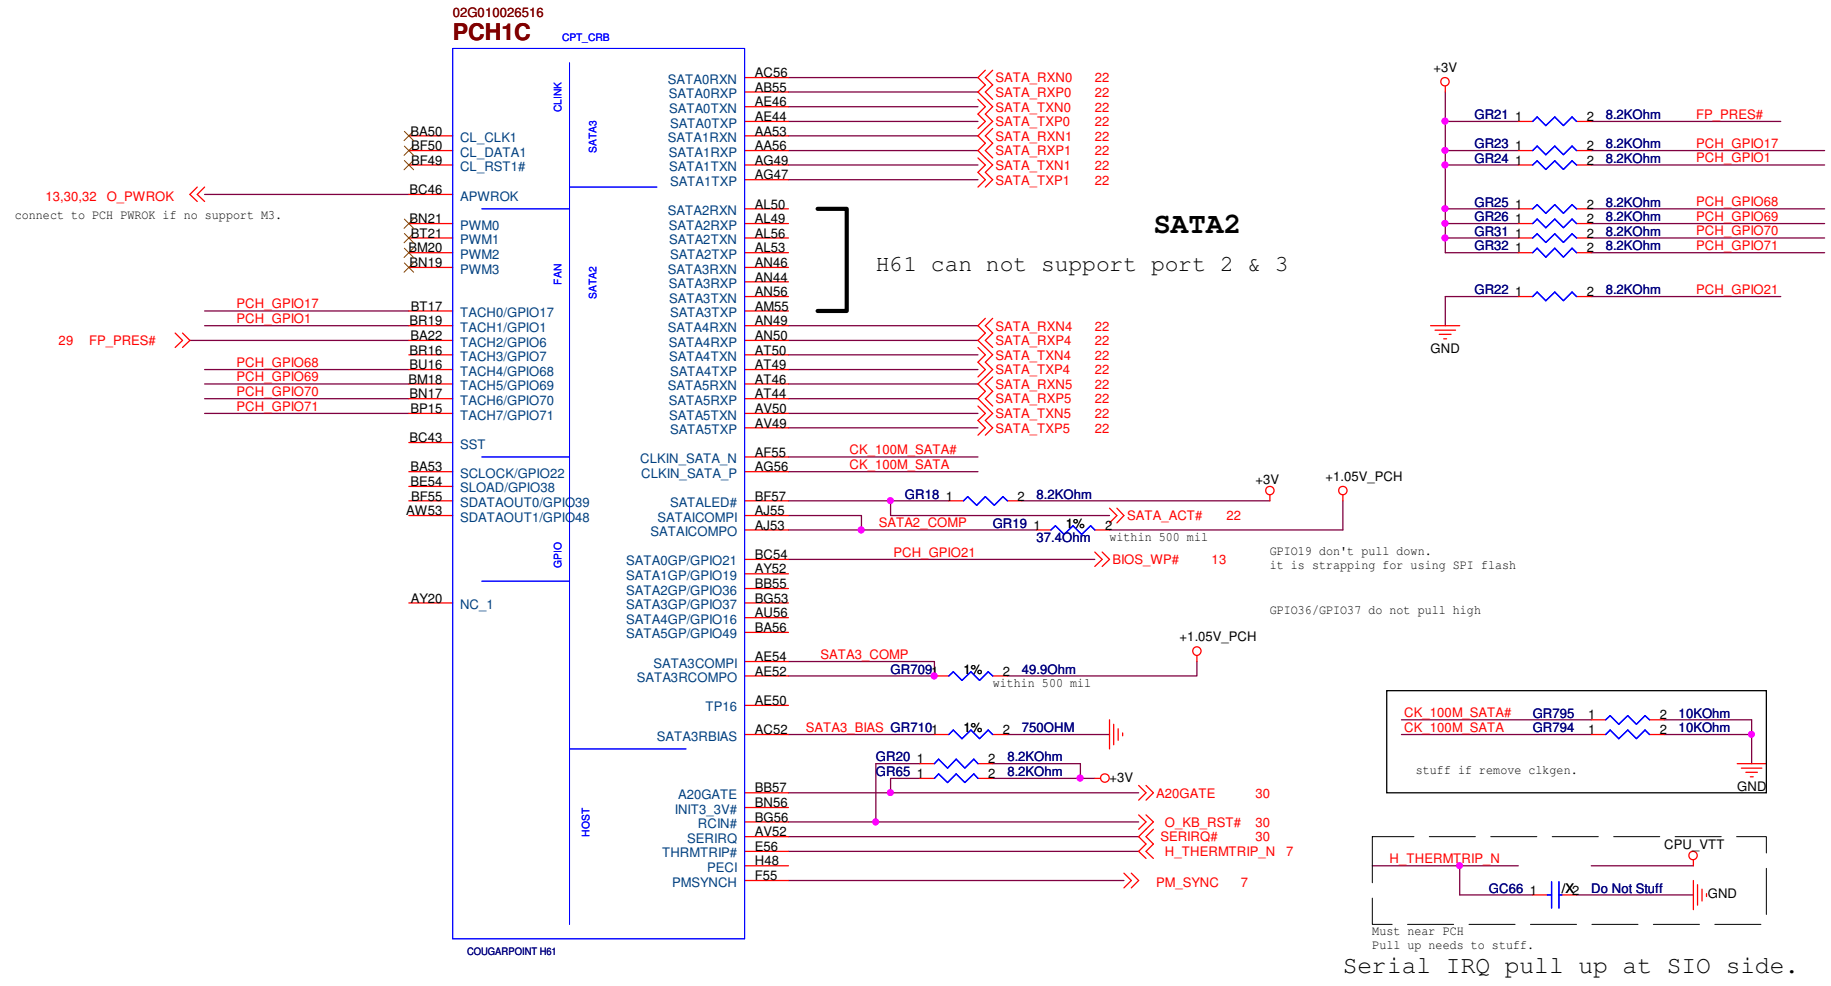 02G010026516
PCH1C
CPT_CRB
CLINK
SATA3
FAN
SATA2
GPIO
HOST
BA50 CL_CLK1
BF50 CL_DATA1
BF49 CL_RST1#
13,30,32 O_PWROK BC46 APWROK
connect to PCH PWROK if no support M3.
BN21 PWM0
BT21 PWM1
BM20 PWM2
BN19 PWM3
PCH_GPIO17 BT17 TACH0/GPIO17
PCH_GPIO1 BR19 TACH1/GPIO1
29 FP_PRES# BA22 TACH2/GPIO6
BR16 TACH3/GPIO7
PCH_GPIO68 BU16 TACH4/GPIO68
PCH_GPIO69 BM18 TACH5/GPIO69
PCH_GPIO70 BN17 TACH6/GPIO70
PCH_GPIO71 BP15 TACH7/GPIO71
BC43 SST
BA53 SCLOCK/GPIO22
BE54 SLOAD/GPIO38
BF55 SDATAOUT0/GPIO39
AW53 SDATAOUT1/GPIO48
AY20 NC_1
SATA0RXN AC56 SATA_RXN0 22
SATA0RXP AB55 SATA_RXP0 22
SATA0TXN AE46 SATA_TXN0 22
SATA0TXP AE44 SATA_TXP0 22
SATA1RXN AA53 SATA_RXN1 22
SATA1RXP AA56 SATA_RXP1 22
SATA1TXN AG49 SATA_TXN1 22
SATA1TXP AG47 SATA_TXP1 22
SATA2RXN AL50
SATA2RXP AL49
SATA2TXN AL56
SATA2TXP AL53
SATA3RXN AN46
SATA3RXP AN44
SATA3TXN AN56
SATA3TXP AM55
SATA2
H61 can not support port 2 & 3
SATA4RXN AN49 SATA_RXN4 22
SATA4RXP AN50 SATA_RXP4 22
SATA4TXN AT50 SATA_TXN4 22
SATA4TXP AT49 SATA_TXP4 22
SATA5RXN AT46 SATA_RXN5 22
SATA5RXP AT44 SATA_RXP5 22
SATA5TXN AV50 SATA_TXN5 22
SATA5TXP AV49 SATA_TXP5 22
CLKIN_SATA_N AF55 CK_100M_SATA#
CLKIN_SATA_P AG56 CK_100M_SATA
+3V
+1.05V_PCH
SATALED# BF57 GR18 1 2 8.2KOhm
SATAICOMPI AJ55 SATA_ACT# 22
SATAICOMPO AJ53 SATA2_COMP GR19 1 1% 2
37.4Ohm within 500 mil
SATA0GP/GPIO21 BC54 PCH_GPIO21 BIOS_WP# 13
SATA1GP/GPIO19 AY52
SATA2GP/GPIO36 BB55
SATA3GP/GPIO37 BG53
SATA4GP/GPIO16 AU56
SATA5GP/GPIO49 BA56
GPIO19 don't pull down.
it is strapping for using SPI flash
GPIO36/GPIO37 do not pull high
+1.05V_PCH
SATA3COMPI AE54 SATA3_COMP
SATA3RCOMPO AE52 GR709 1 1% 2 49.9Ohm
within 500 mil
TP16 AE50
SATA3RBIAS AC52 SATA3_BIAS GR710 1 1% 2 750OHM
GR20 1 2 8.2KOhm
GR65 1 2 8.2KOhm +3V
A20GATE BB57 A20GATE 30
INIT3_3V# BN56
RCIN# BG56 O_KB_RST# 30
SERIRQ AV52 SERIRQ# 30
THRMTRIP# E56 H_THERMTRIP_N 7
PECI H48
PMSYNCH F55 PM_SYNC 7
COUGARPOINT H61
+3V
GR21 1 2 8.2KOhm FP_PRES#
GR23 1 2 8.2KOhm PCH_GPIO17
GR24 1 2 8.2KOhm PCH_GPIO1
GR25 1 2 8.2KOhm PCH_GPIO68
GR26 1 2 8.2KOhm PCH_GPIO69
GR31 1 2 8.2KOhm PCH_GPIO70
GR32 1 2 8.2KOhm PCH_GPIO71
GR22 1 2 8.2KOhm PCH_GPIO21
GND
CK_100M_SATA# GR795 1 2 10KOhm
CK_100M_SATA GR794 1 2 10KOhm
stuff if remove clkgen.
GND
CPU_VTT
H_THERMTRIP_N
GC66 1 /X 2 Do Not Stuff GND
Must near PCH
Pull up needs to stuff.
Serial IRQ pull up at SIO side.